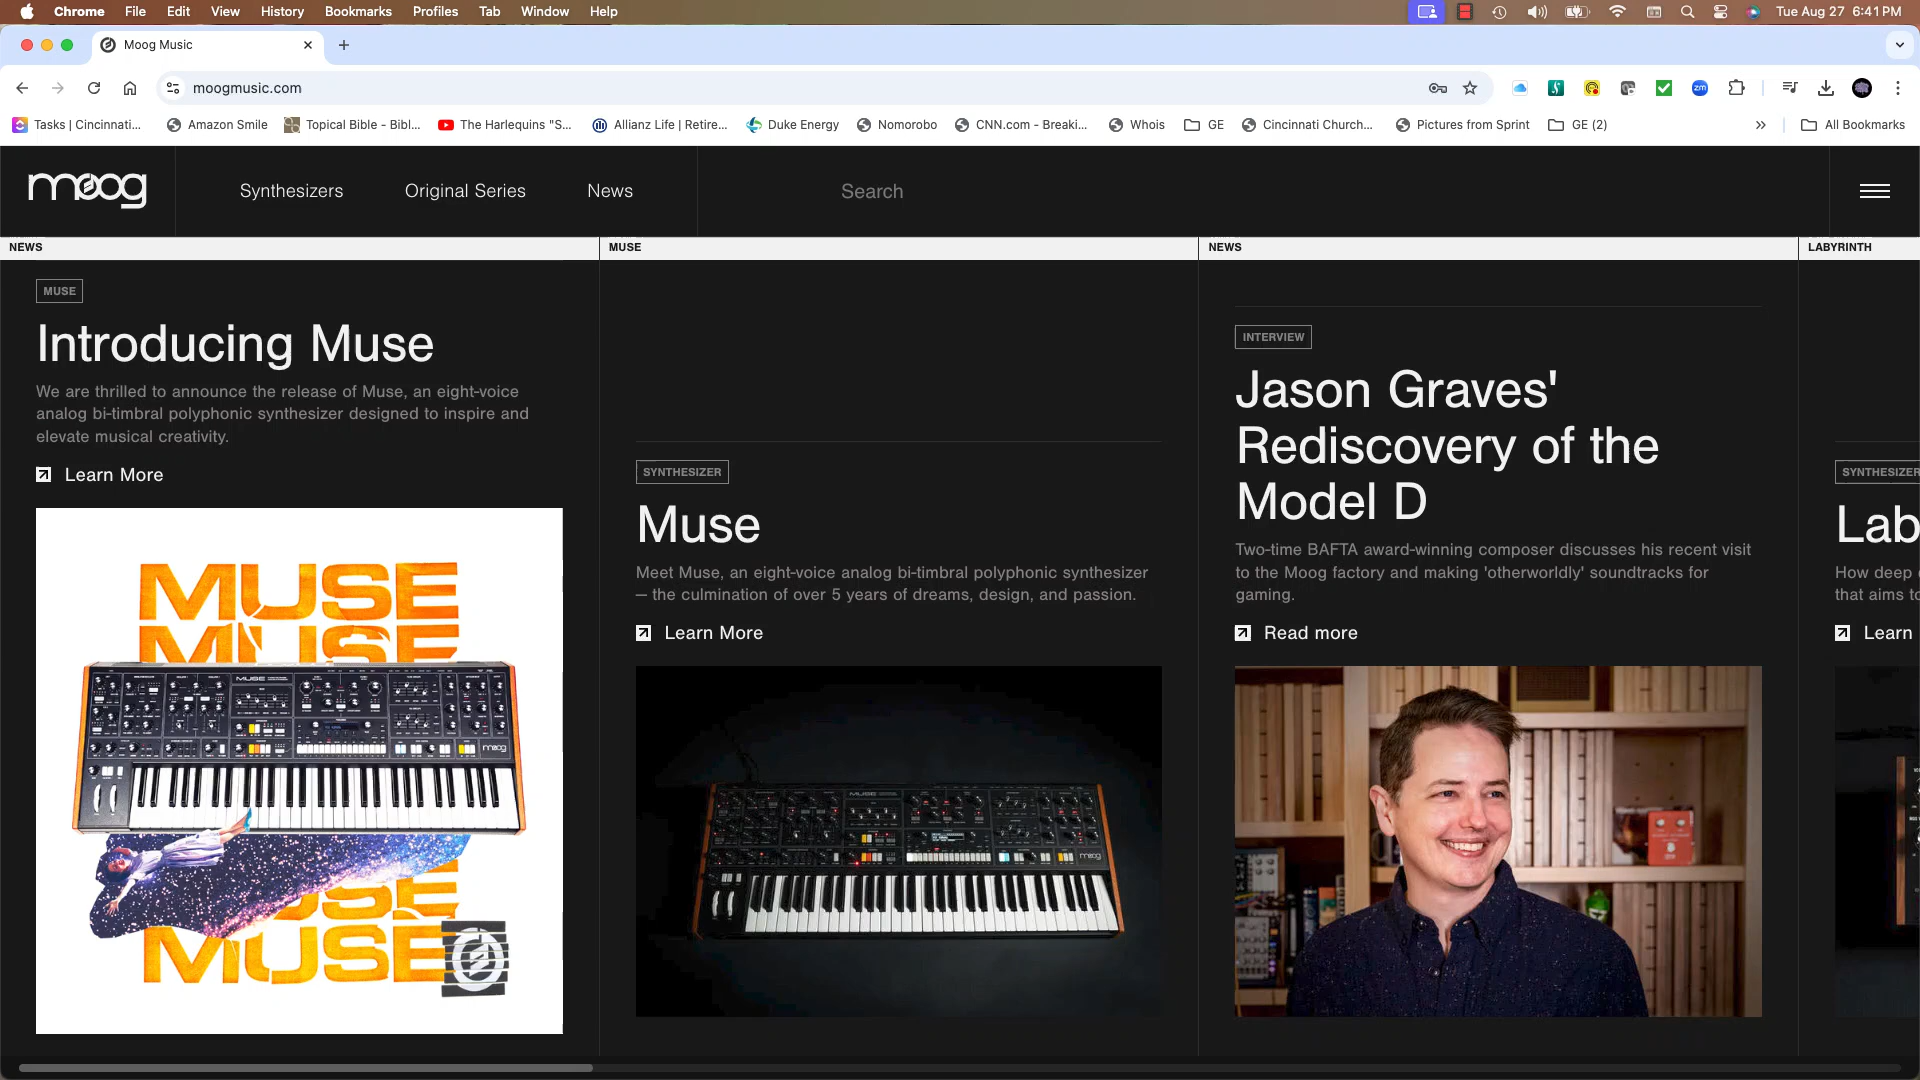 Chrome File Edit View History Bookmarks Profiles Tab Window Help Tue Aug 27 6:41 PM
Moog Music
moogmusic.com
Tasks | Cincinnati... Amazon Smile Topical Bible - Bibl... The Harlequins "S... Allianz Life | Retire... Duke Energy Nomorobo CNN.com - Breaki... Whois GE Cincinnati Church... Pictures from Sprint GE (2) » All Bookmarks
moog Synthesizers Original Series News Search
NEWS
MUSE
Introducing Muse
We are thrilled to announce the release of Muse, an eight-voice
analog bi-timbral polyphonic synthesizer designed to inspire and
elevate musical creativity.
Learn More
MUSE
MUSE
MUSE
moog
MUSE
MUSE
MUSE
SYNTHESIZER
Muse
Meet Muse, an eight-voice analog bi-timbral polyphonic synthesizer
— the culmination of over 5 years of dreams, design, and passion.
Learn More
MUSE
moog
NEWS
INTERVIEW
Jason Graves'
Rediscovery of the
Model D
Two-time BAFTA award-winning composer discusses his recent visit
to the Moog factory and making 'otherworldly' soundtracks for
gaming.
Read more
LABYRINTH
SYNTHESIZER
Lab
How deep
that aims to
Learn